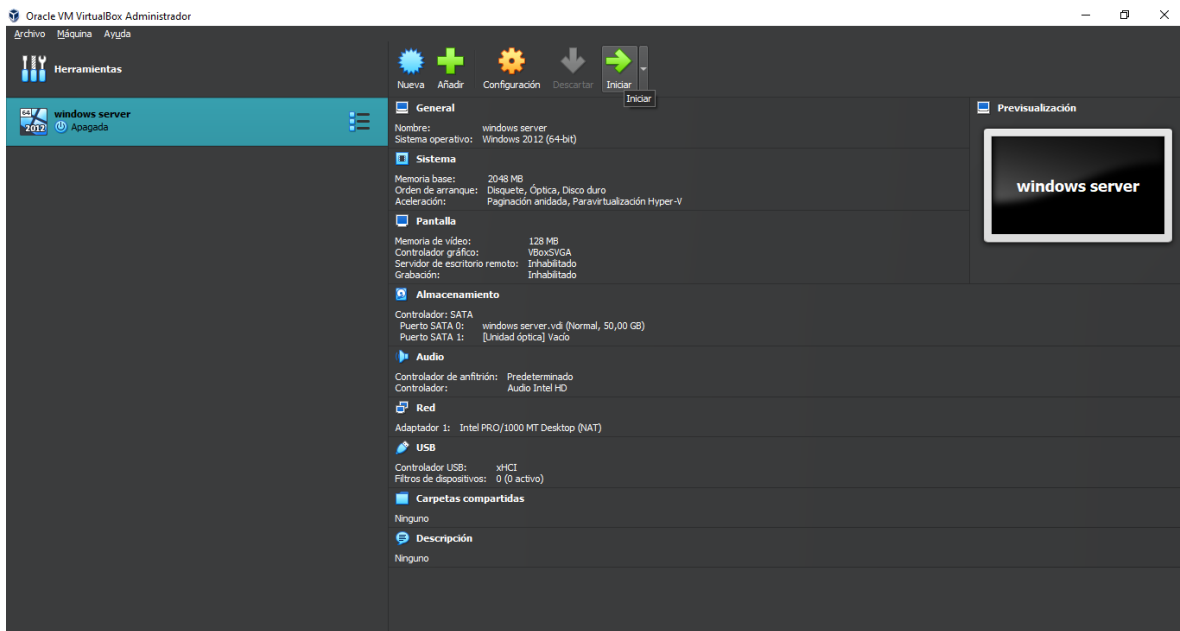 Oracle VM VirtualBox Administrador
Archivo Máquina Ayuda
Herramientas
Nueva Añadir Configuración Descartar Iniciar
Iniciar
64
2012
windows server
Apagada
General
Nombre: windows server
Sistema operativo: Windows 2012 (64-bit)
Previsualización
windows server
Sistema
Memoria base: 2048 MB
Orden de arranque: Disquete, Óptica, Disco duro
Aceleración: Paginación anidada, Paravirtualización Hyper-V
Pantalla
Memoria de vídeo: 128 MB
Controlador gráfico: VBoxSVGA
Servidor de escritorio remoto: Inhabilitado
Grabación: Inhabilitado
Almacenamiento
Controlador: SATA
Puerto SATA 0: windows server.vdi (Normal, 50,00 GB)
Puerto SATA 1: [Unidad óptica] Vacío
Audio
Controlador de anfitrión: Predeterminado
Controlador: Audio Intel HD
Red
Adaptador 1: Intel PRO/1000 MT Desktop (NAT)
USB
Controlador USB: xHCI
Filtros de dispositivos: 0 (0 activo)
Carpetas compartidas
Ninguno
Descripción
Ninguno